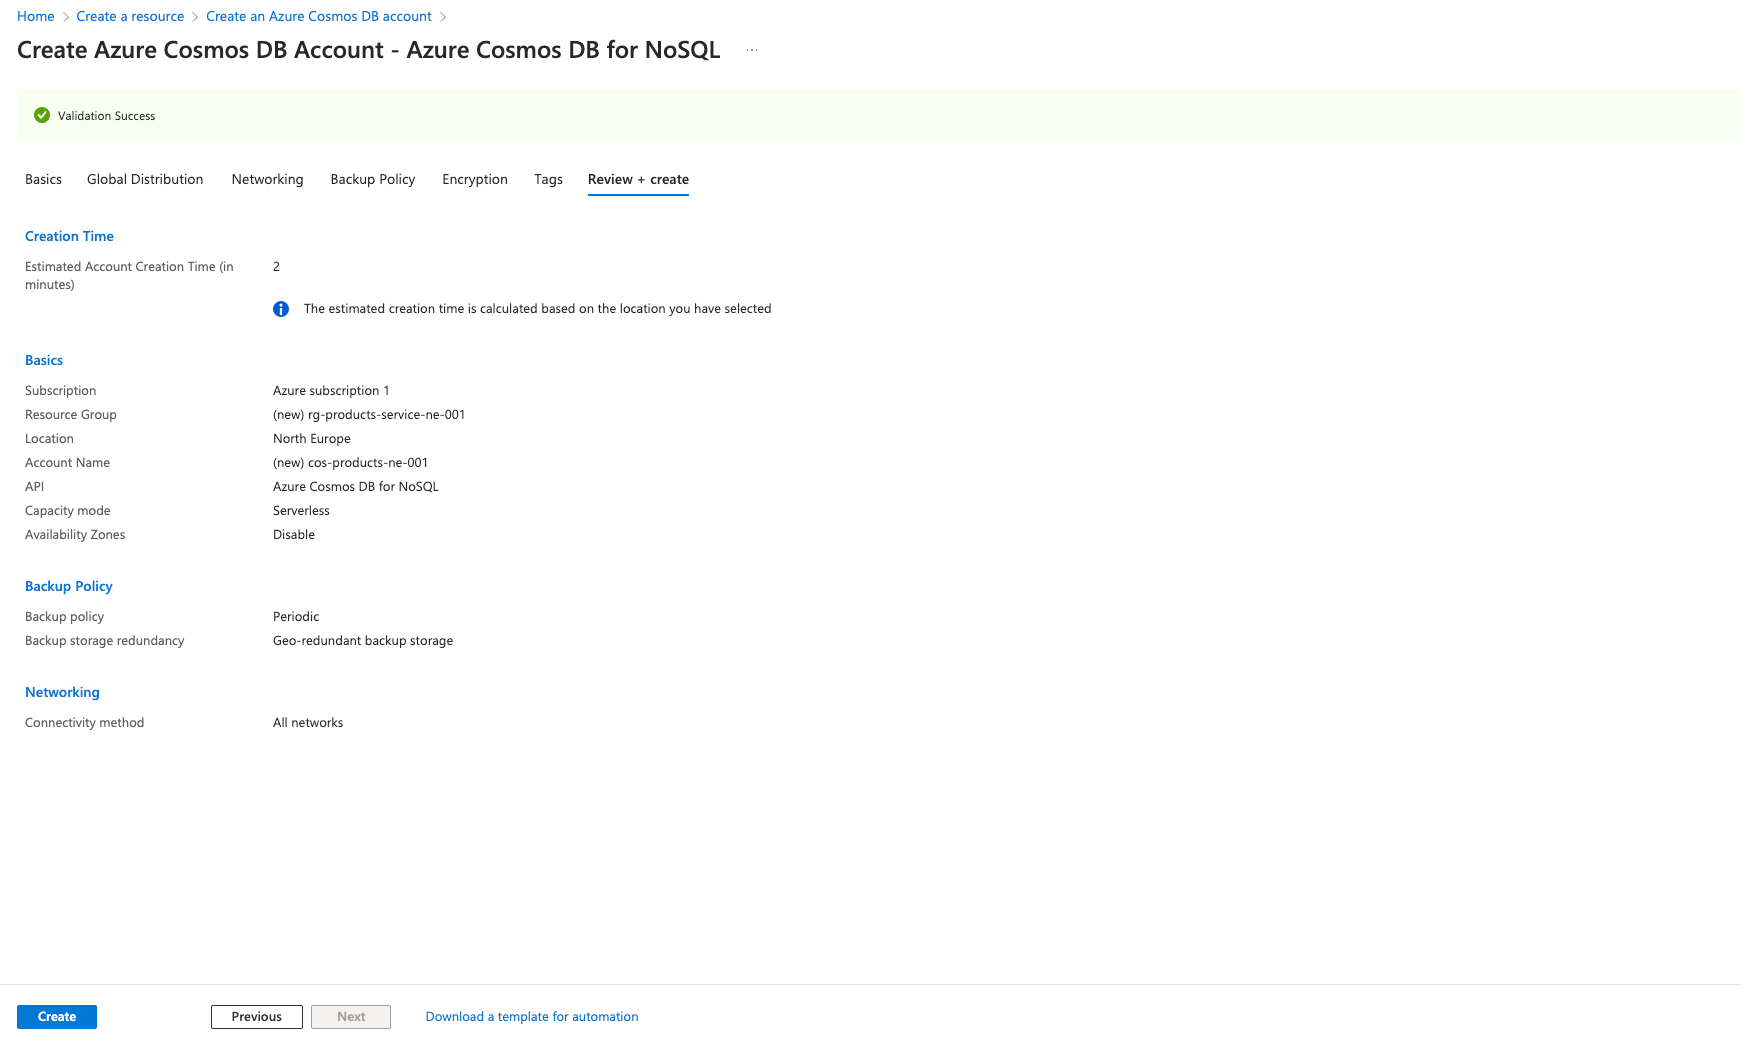 Home > Create a resource > Create an Azure Cosmos DB account >
Create Azure Cosmos DB Account - Azure Cosmos DB for NoSQL ...
Validation Success
Basics Global Distribution Networking Backup Policy Encryption Tags Review + create
Creation Time
Estimated Account Creation Time (in minutes) 2
The estimated creation time is calculated based on the location you have selected
Basics
Subscription Azure subscription 1
Resource Group (new) rg-products-service-ne-001
Location North Europe
Account Name (new) cos-products-ne-001
API Azure Cosmos DB for NoSQL
Capacity mode Serverless
Availability Zones Disable
Backup Policy
Backup policy Periodic
Backup storage redundancy Geo-redundant backup storage
Networking
Connectivity method All networks
Create Previous Next Download a template for automation